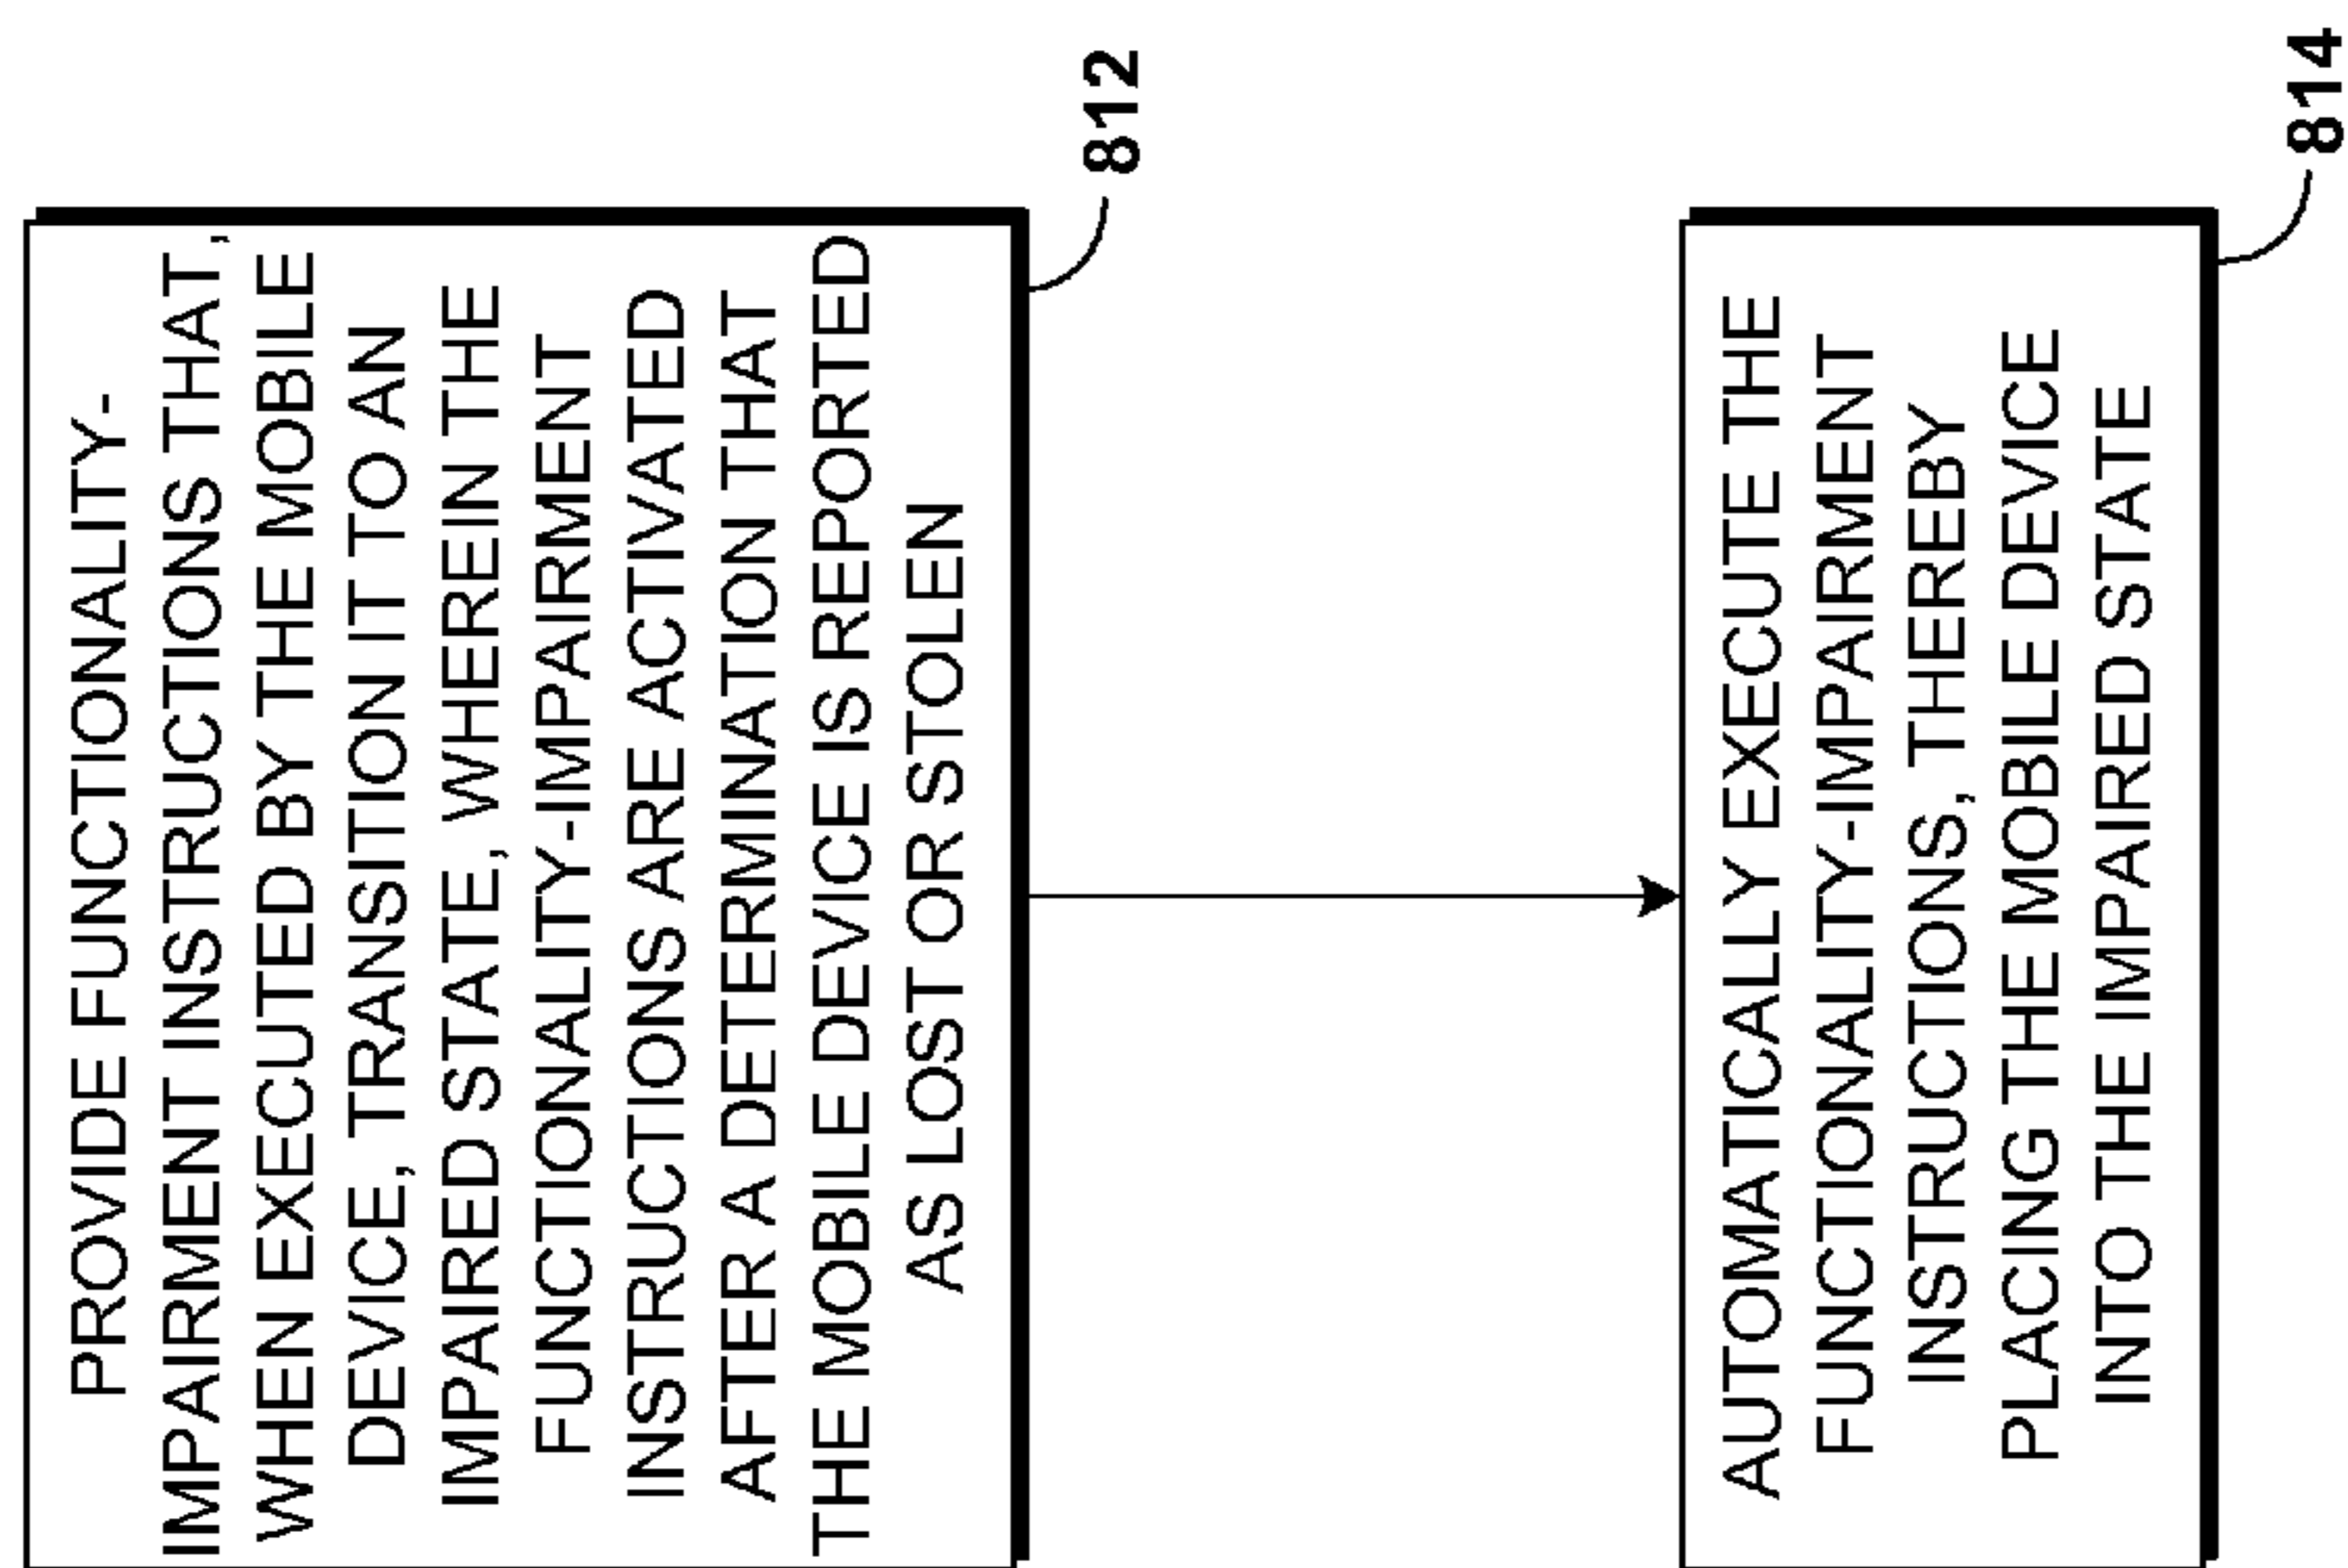 PROVIDE FUNCTIONALITY-
IMPAIRMENT INSTRUCTIONS THAT,
WHEN EXECUTED BY THE MOBILE
DEVICE, TRANSITION IT TO AN
IMPAIRED STATE, WHEREIN THE
FUNCTIONALITY-IMPAIRMENT
INSTRUCTIONS ARE ACTIVATED
AFTER A DETERMINATION THAT
THE MOBILE DEVICE IS REPORTED
AS LOST OR STOLEN
812
AUTOMATICALLY EXECUTE THE
FUNCTIONALITY-IMPAIRMENT
INSTRUCTIONS, THEREBY
PLACING THE MOBILE DEVICE
INTO THE IMPAIRED STATE
814